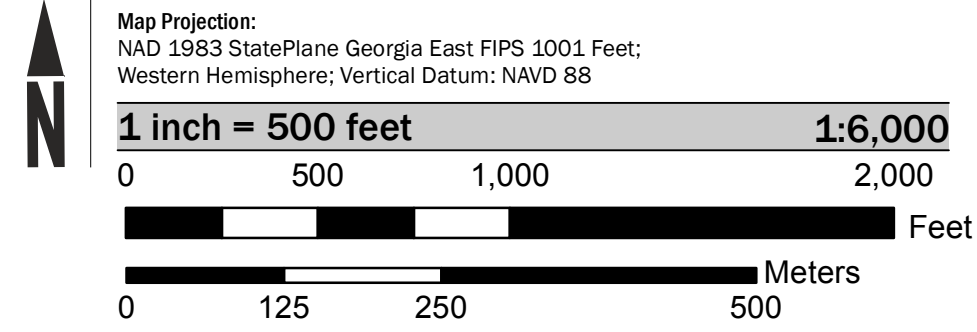 N
Map Projection:
NAD 1983 StatePlane Georgia East FIPS 1001 Feet;
Western Hemisphere; Vertical Datum: NAVD 88
1 inch = 500 feet 1:6,000
0 500 1,000 2,000
Feet
Meters
0 125 250 500